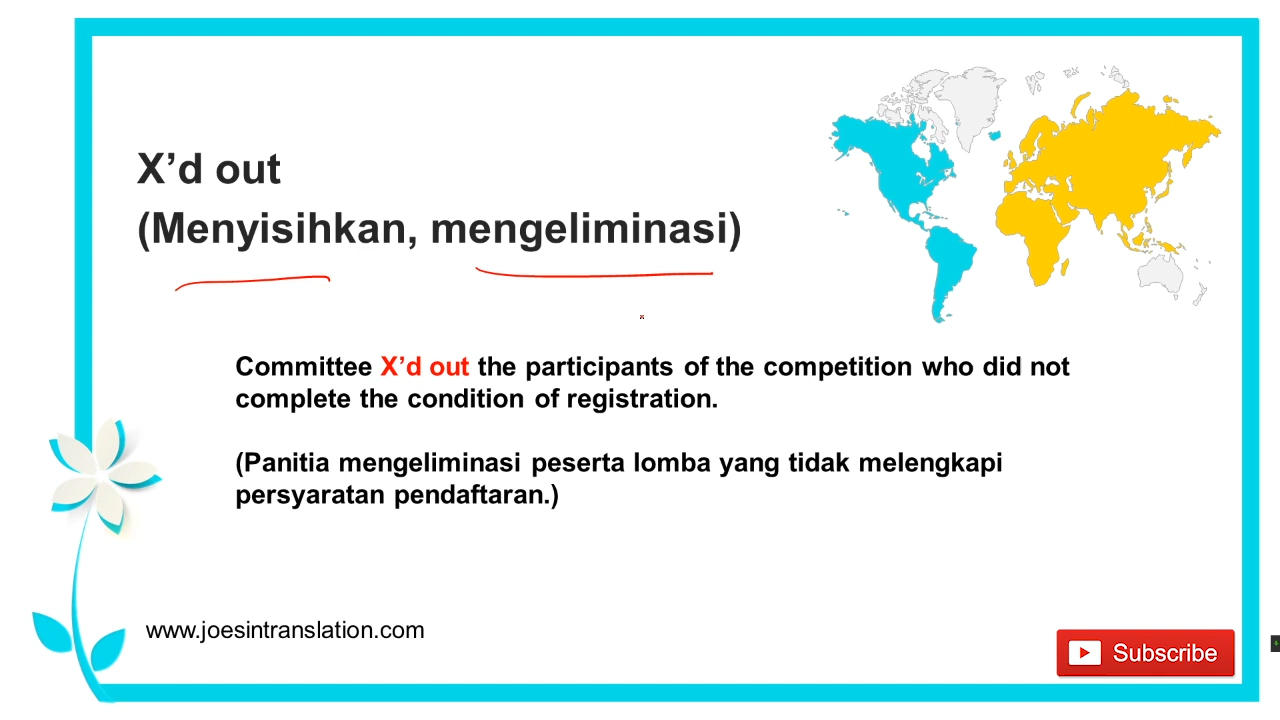 X’d out
(Menyisihkan, mengeliminasi)
Committee X’d out the participants of the competition who did not
complete the condition of registration.
(Panitia mengeliminasi peserta lomba yang tidak melengkapi
persyaratan pendaftaran.)
www.joesintranslation.com
Subscribe